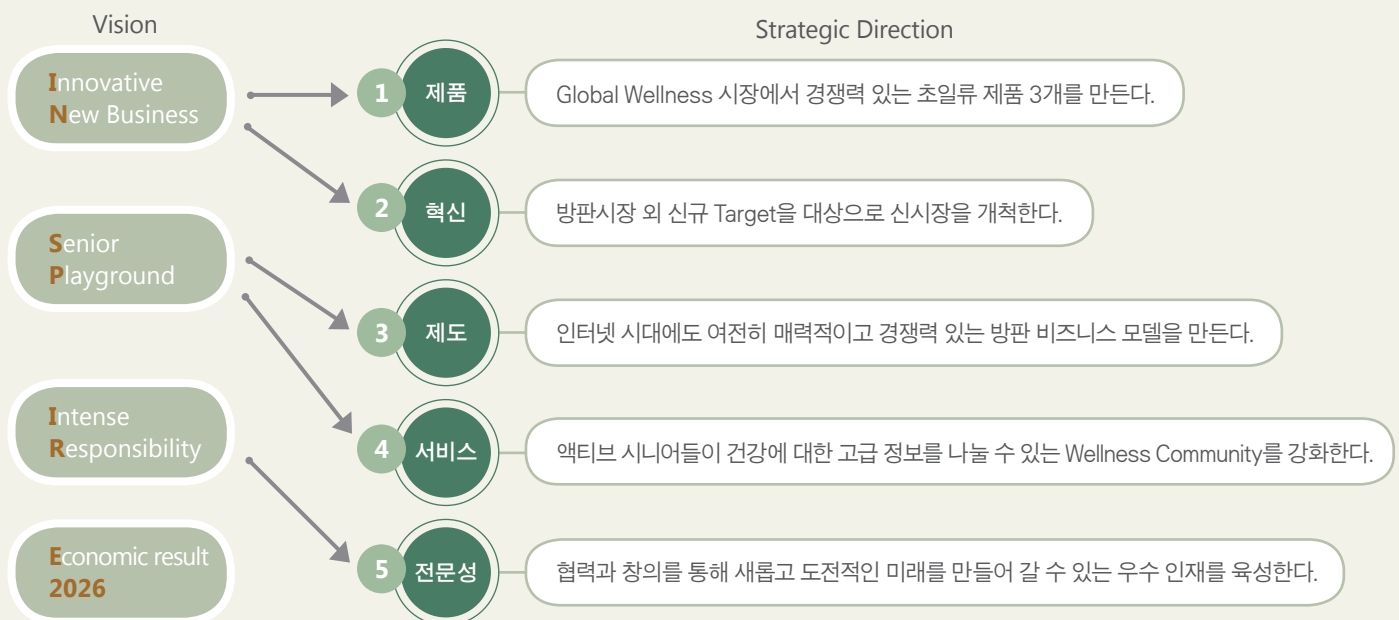 Vision
Strategic Direction
Innovative
New Business
1 제품
Global Wellness 시장에서 경쟁력 있는 초일류 제품 3개를 만든다.
2 혁신
방판시장 외 신규 Target을 대상으로 신시장을 개척한다.
Senior
Playground
3 제도
인터넷 시대에도 여전히 매력적이고 경쟁력 있는 방판 비즈니스 모델을 만든다.
4 서비스
액티브 시니어들이 건강에 대한 고급 정보를 나눌 수 있는 Wellness Community를 강화한다.
Intense
Responsibility
5 전문성
협력과 창의를 통해 새롭고 도전적인 미래를 만들어 갈 수 있는 우수 인재를 육성한다.
Economic result
2026